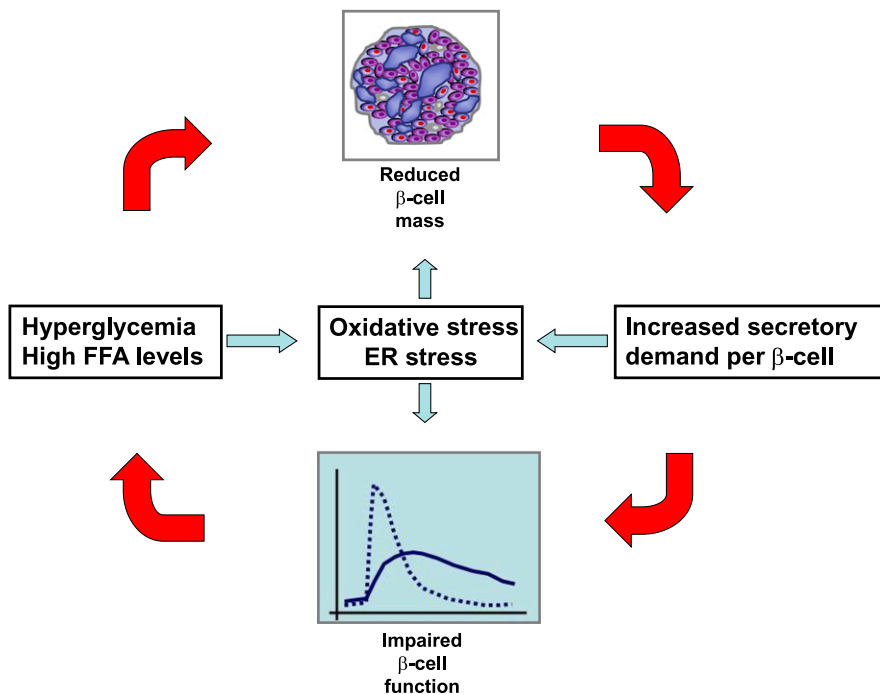 Reduced
β-cell
mass
Hyperglycemia
High FFA levels
Oxidative stress
ER stress
Increased secretory
demand per β-cell
Impaired
β-cell
function